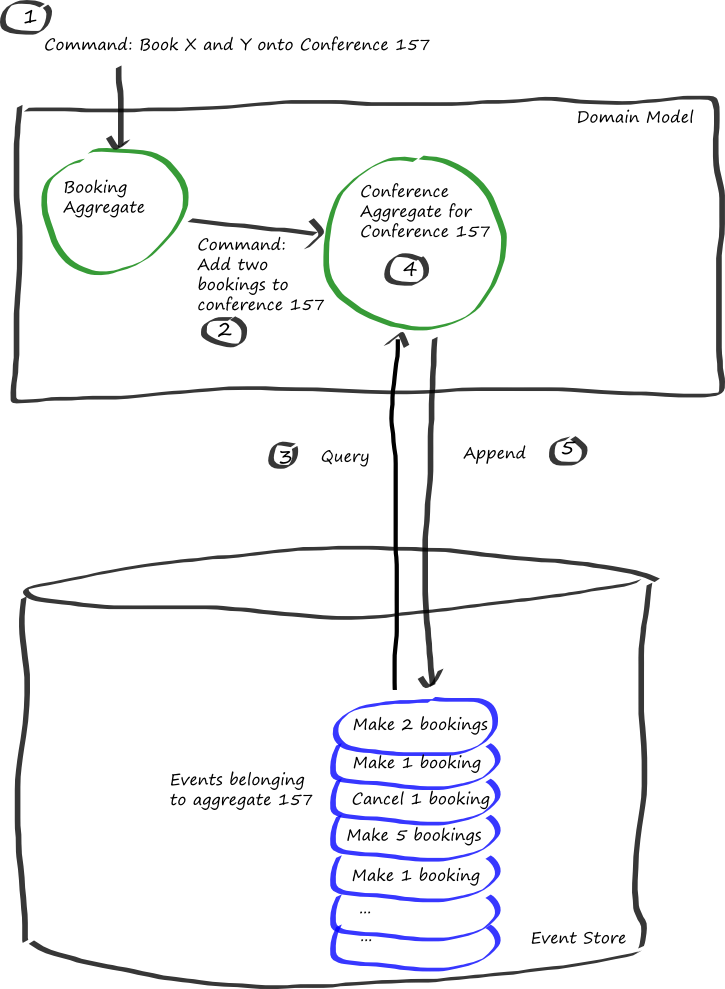 1
Command: Book X and Y onto Conference 157
Domain Model
Booking
Aggregate
Conference
Aggregate for
Conference 157
4
Command:
Add two
bookings to
conference 157
2
3
Query
Append
5
Make 2 bookings
Make 1 booking
Cancel 1 booking
Make 5 bookings
Make 1 booking
...
...
Events belonging
to aggregate 157
Event Store